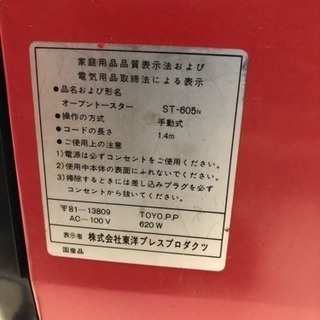 家庭用品品質表示法および
電気用品取締法による表示
●品名および形名
オーブントースター ST-605N
●操作の方式 手動式
●コードの長さ 1.4m
●ご使用上の注意
1)電源は必ずコンセントをご使用ください。
2)使用中本体の表面にふれないでください。
3)掃除するときには差し込みプラグを必ず
コンセントから抜いてください。
〒81-13809 TOYO.P.P
AC-100V 620W
表示者 株式会社東洋プレスプロダクツ
国産品